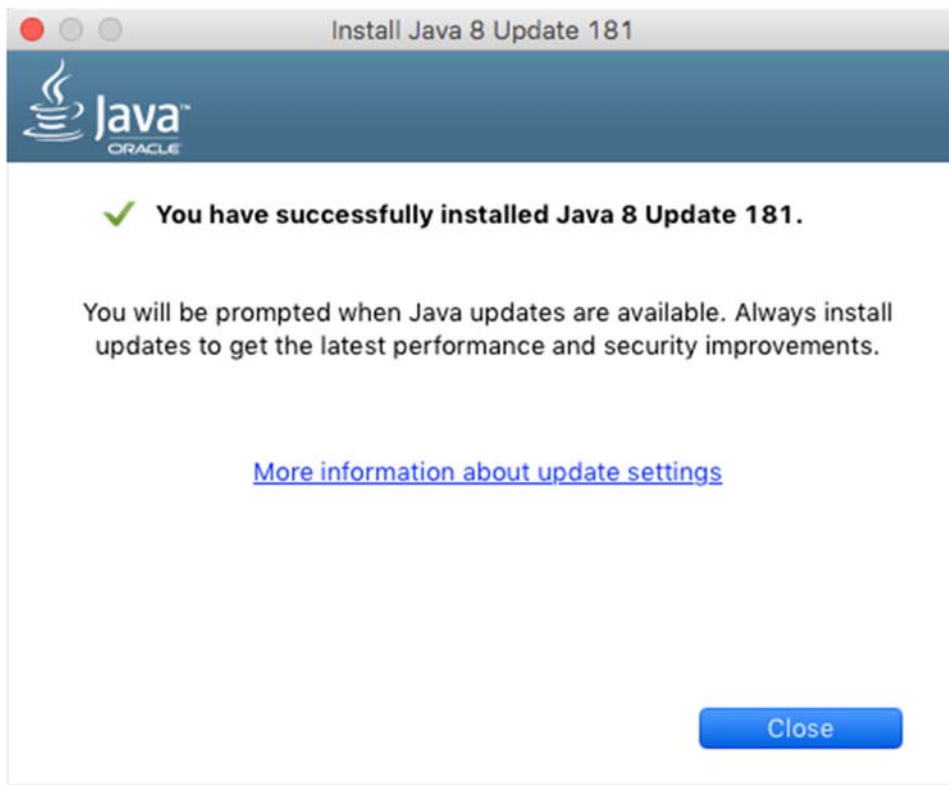 Install Java 8 Update 181
Java™
ORACLE
You have successfully installed Java 8 Update 181.
You will be prompted when Java updates are available. Always install
updates to get the latest performance and security improvements.
More information about update settings
Close